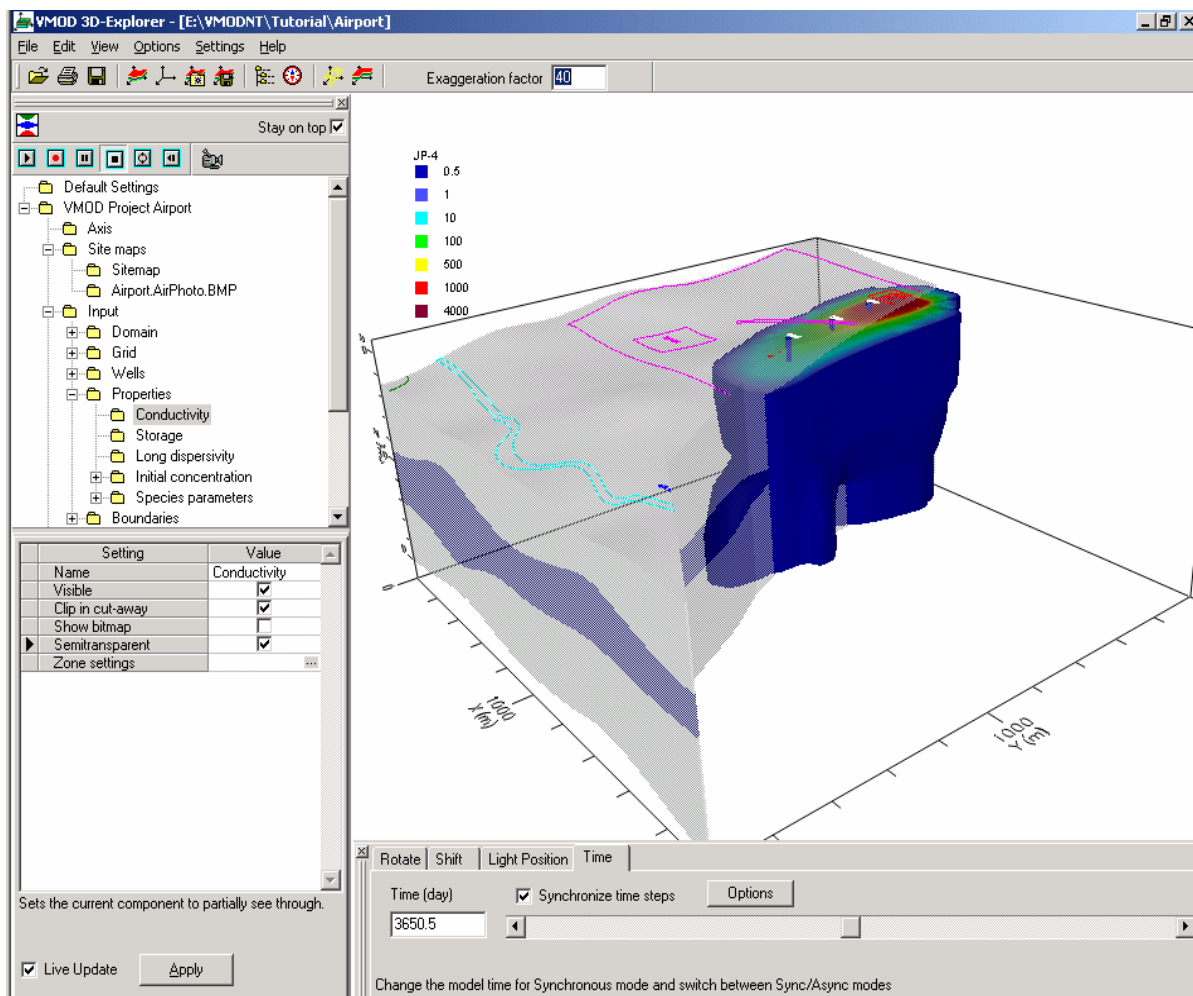 VMOD 3D-Explorer - [E:\VMODNT\Tutorial\Airport]
File Edit View Options Settings Help
Exaggeration factor 40
Stay on top
Default Settings
VMOD Project Airport
Axis
Site maps
Sitemap
Airport.AirPhoto.BMP
Input
Domain
Grid
Wells
Properties
Conductivity
Storage
Long dispersivity
Initial concentration
Species parameters
Boundaries
Setting Value
Name Conductivity
Visible
Clip in cut-away
Show bitmap
Semitransparent
Zone settings ...
Sets the current component to partially see through.
Live Update Apply
JP-4
0.5
1
10
100
500
1000
4000
0
0
1000
X (m)
1000
Y (m)
Rotate Shift Light Position Time
Time (day) Synchronize time steps Options
3650.5
Change the model time for Synchronous mode and switch between Sync/Async modes